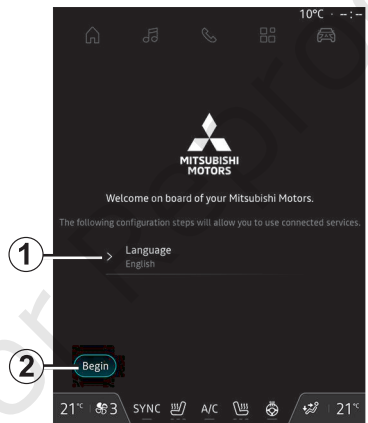 10°C · --:--
MITSUBISHI
MOTORS
Welcome on board of your Mitsubishi Motors.
The following configuration steps will allow you to use connected services.
1
Language
English
2
Begin
21°C 3 SYNC A/C 21°C